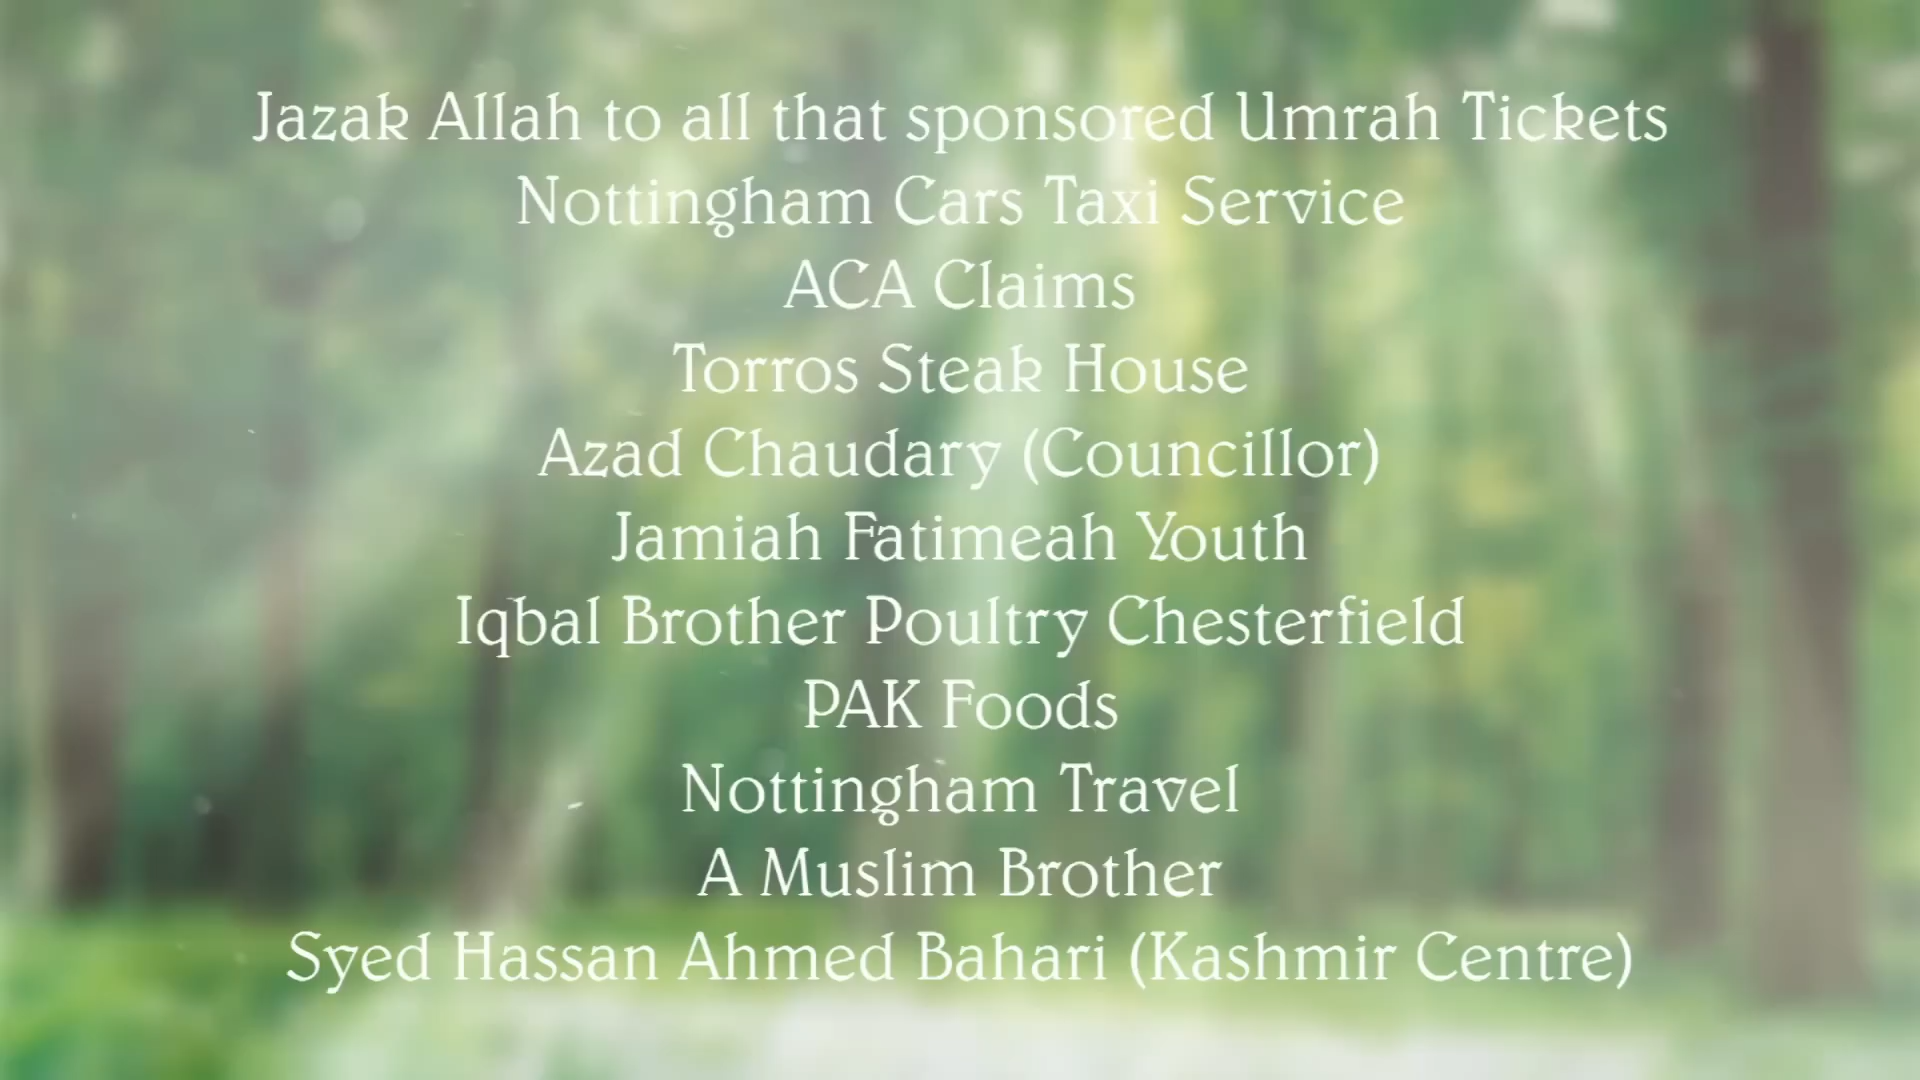 Jazak Allah to all that sponsored Umrah Tickets
Nottingham Cars Taxi Service
ACA Claims
Torros Steak House
Azad Chaudary (Councillor)
Jamiah Fatimeah Youth
Iqbal Brother Poultry Chesterfield
PAK Foods
Nottingham Travel
A Muslim Brother
Syed Hassan Ahmed Bahari (Kashmir Centre)